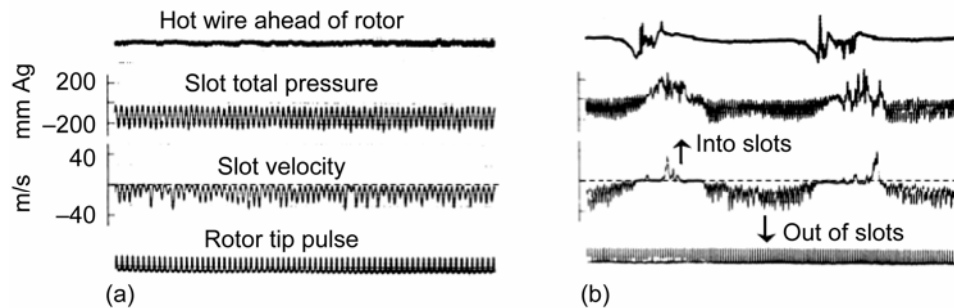 Hot wire ahead of rotor
200
Slot total pressure
mm Ag
−200
Into slots
40
Slot velocity
m/s
−40
Out of slots
Rotor tip pulse
(a)
(b)